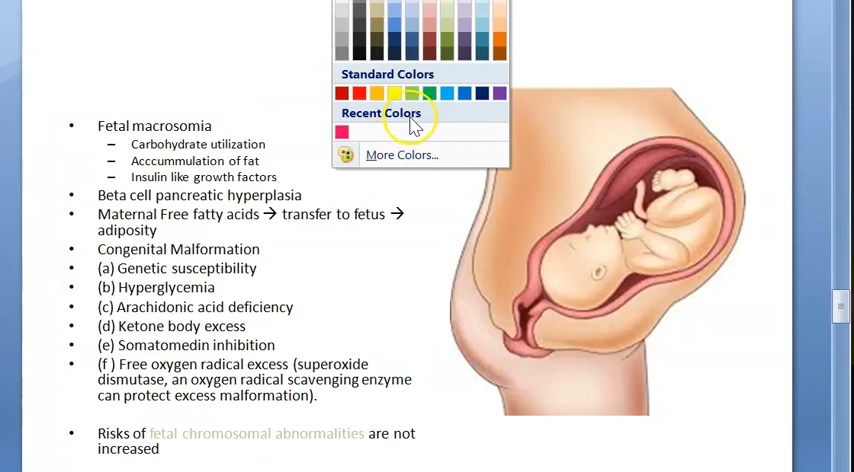 Standard Colors
Recent Colors
More Colors...
• Fetal macrosomia
– Carbohydrate utilization
– Acccummulation of fat
– Insulin like growth factors
• Beta cell pancreatic hyperplasia
• Maternal Free fatty acids → transfer to fetus →
adiposity
• Congenital Malformation
• (a) Genetic susceptibility
• (b) Hyperglycemia
• (c) Arachidonic acid deficiency
• (d) Ketone body excess
• (e) Somatomedin inhibition
• (f ) Free oxygen radical excess (superoxide
dismutase, an oxygen radical scavenging enzyme
can protect excess malformation).
• Risks of fetal chromosomal abnormalities are not
increased